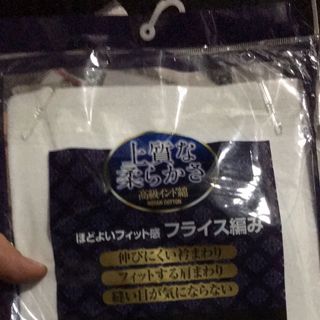 上質な
柔らかさ
高級インド綿
INDIAN COTTON
ほどよいフィット感 フライス編み
伸びにくい衿まわり
フィットする肩まわり
縫い目が気にならない